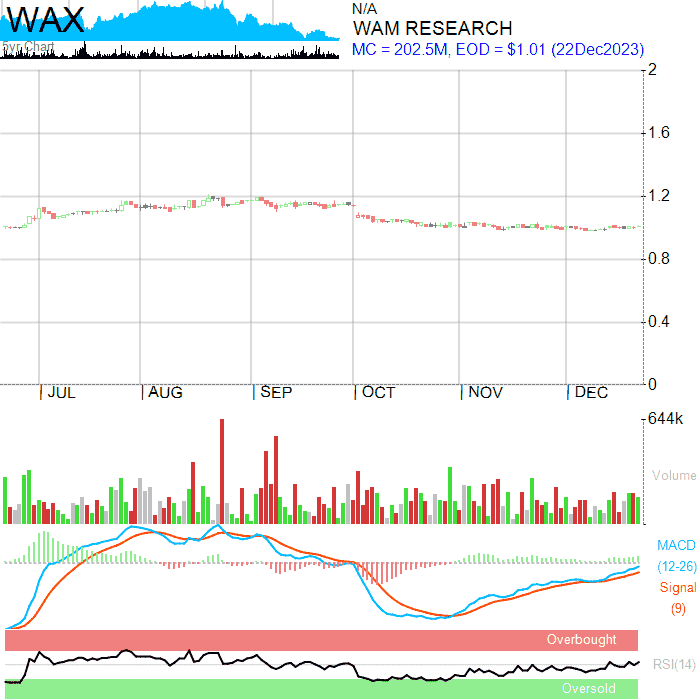 WAX
5yr Chart
N/A
WAM RESEARCH
MC = 202.5M, EOD = $1.01 (22Dec2023)
2
1.6
1.2
0.8
0.4
0
JUL AUG SEP OCT NOV DEC
644k
Volume
MACD
(12-26)
Signal
(9)
Overbought
RSI(14)
Oversold